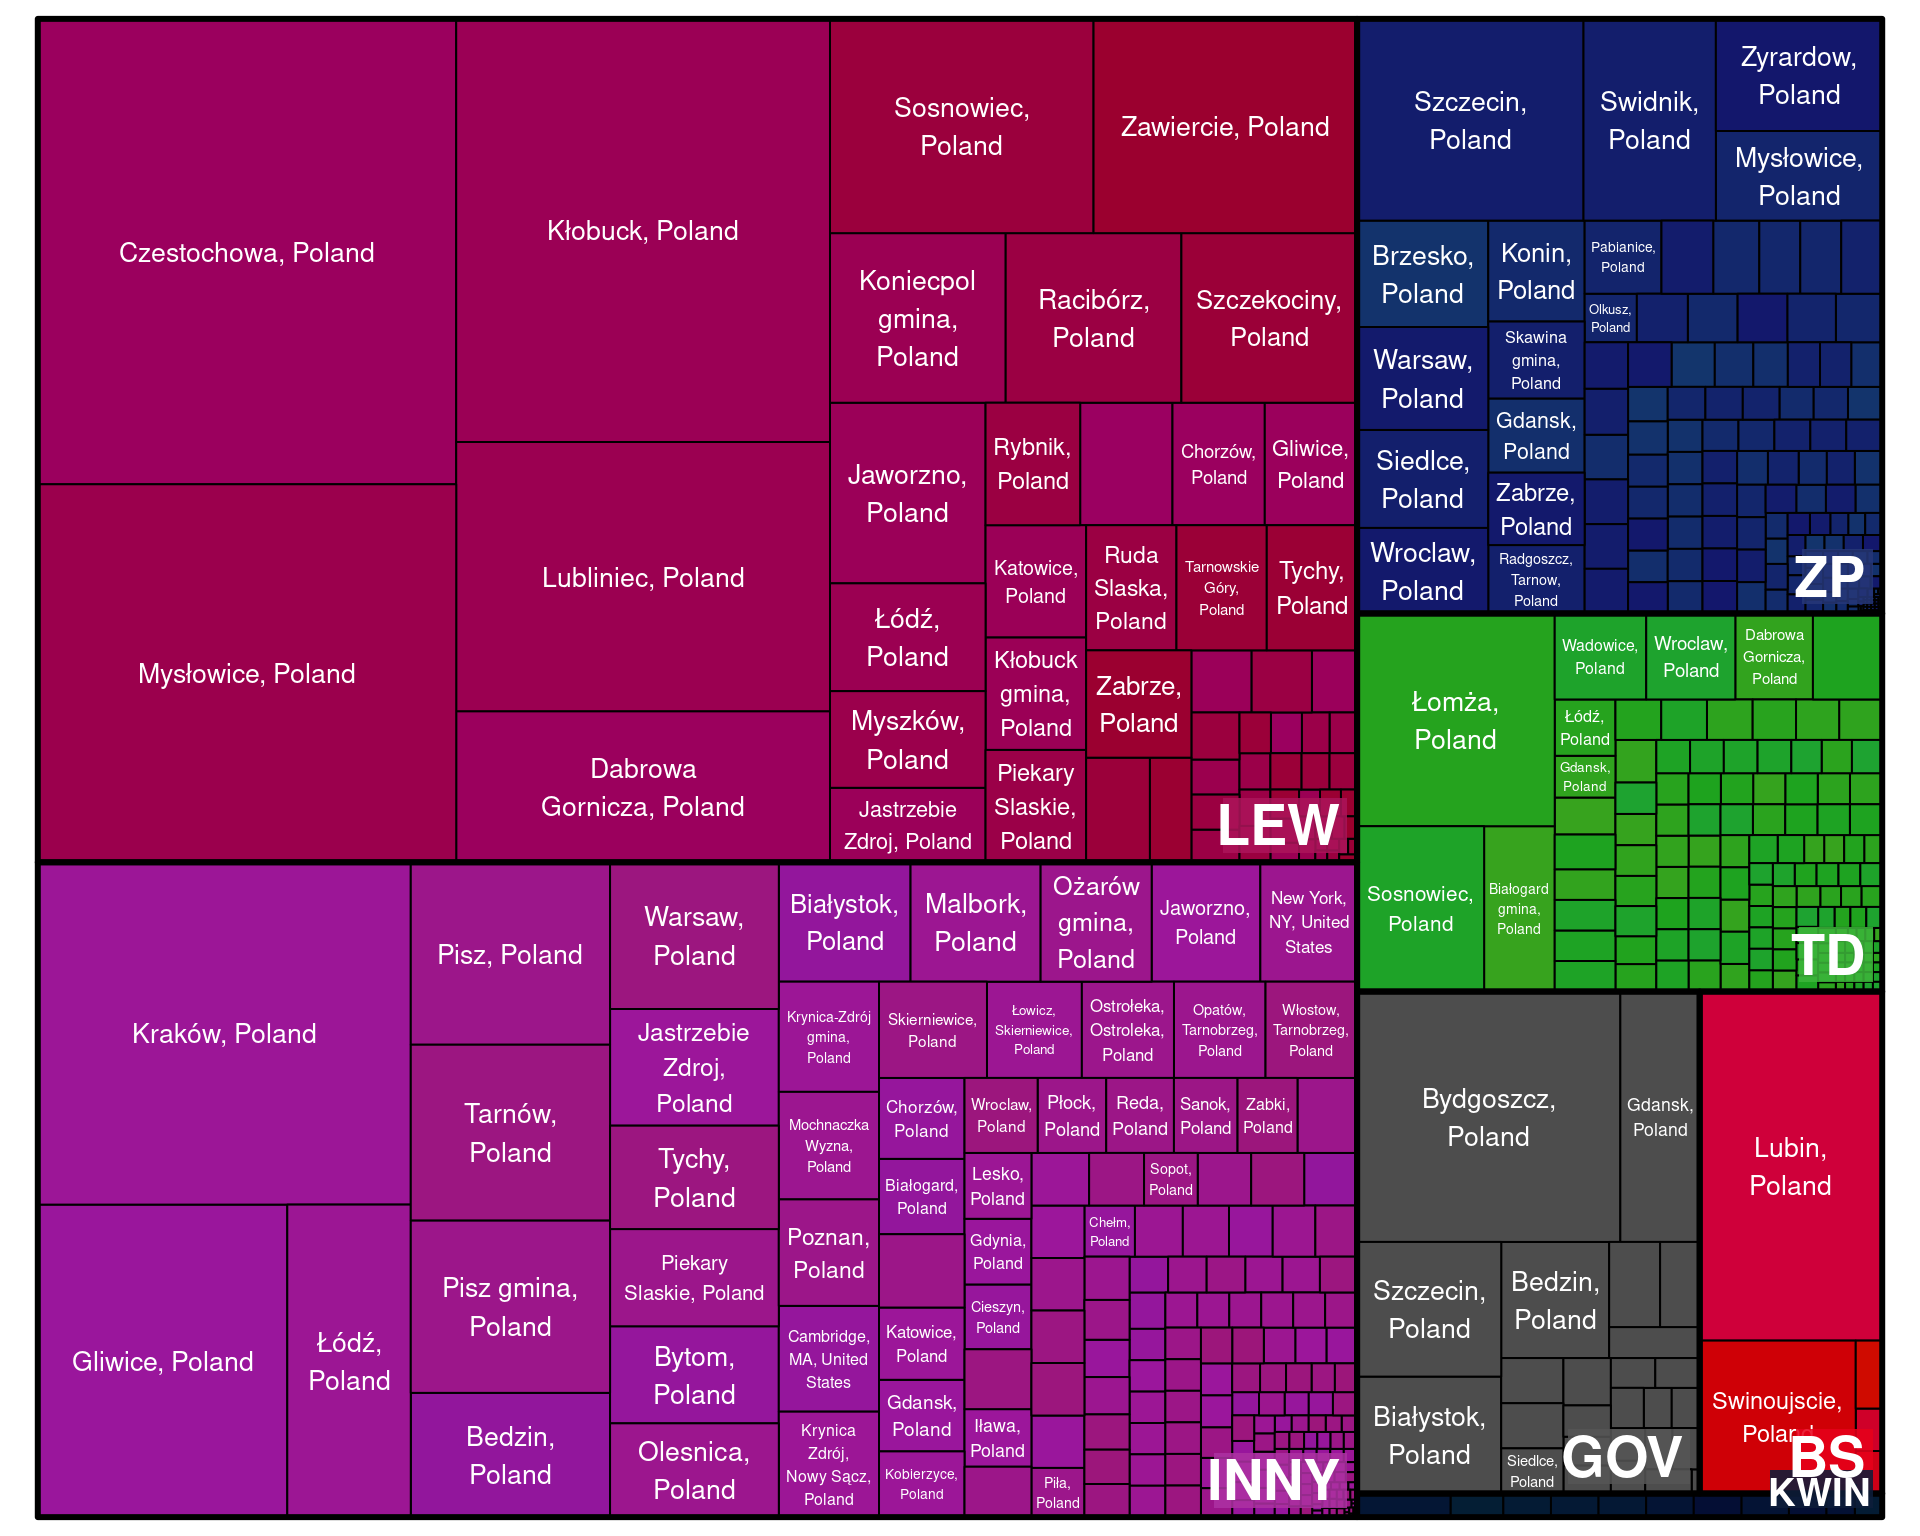 Czestochowa, Poland
Mysłowice, Poland
Kłobuck, Poland
Lubliniec, Poland
Dabrowa
Gornicza, Poland
Sosnowiec,
Poland
Zawiercie, Poland
Koniecpol
gmina,
Poland
Racibórz,
Poland
Szczekociny,
Poland
Jaworzno,
Poland
Łódź,
Poland
Myszków,
Poland
Jastrzebie
Zdroj, Poland
Rybnik,
Poland
Chorzów,
Poland
Gliwice,
Poland
Katowice,
Poland
Kłobuck
gmina,
Poland
Piekary
Slaskie,
Poland
Ruda
Slaska,
Poland
Tarnowskie
Góry,
Poland
Tychy,
Poland
Zabrze,
Poland
LEW
Szczecin,
Poland
Swidnik,
Poland
Zyrardow,
Poland
Mysłowice,
Poland
Brzesko,
Poland
Warsaw,
Poland
Siedlce,
Poland
Wroclaw,
Poland
Konin,
Poland
Skawina
gmina,
Poland
Gdansk,
Poland
Zabrze,
Poland
Radgoszcz,
Tarnow,
Poland
Pabianice,
Poland
Olkusz,
Poland
ZP
Łomża,
Poland
Sosnowiec,
Poland
Białogard
gmina,
Poland
Wadowice,
Poland
Wroclaw,
Poland
Dabrowa
Gornicza,
Poland
Łódź,
Poland
Gdansk,
Poland
TD
Kraków, Poland
Gliwice, Poland
Łódź,
Poland
Pisz, Poland
Tarnów,
Poland
Pisz gmina,
Poland
Bedzin,
Poland
Warsaw,
Poland
Jastrzebie
Zdroj,
Poland
Tychy,
Poland
Piekary
Slaskie, Poland
Bytom,
Poland
Olesnica,
Poland
Białystok,
Poland
Malbork,
Poland
Ożarów
gmina,
Poland
Jaworzno,
Poland
New York,
NY, United
States
Krynica-Zdrój
gmina,
Poland
Mochnaczka
Wyzna,
Poland
Poznan,
Poland
Cambridge,
MA, United
States
Krynica
Zdrój,
Nowy Sącz,
Poland
Skierniewice,
Poland
Łowicz,
Skierniewice,
Poland
Ostrołeka,
Ostroleka,
Poland
Opatów,
Tarnobrzeg,
Poland
Włostow,
Tarnobrzeg,
Poland
Chorzów,
Poland
Białogard,
Poland
Katowice,
Poland
Gdansk,
Poland
Kobierzyce,
Poland
Wroclaw,
Poland
Płock,
Poland
Reda,
Poland
Sanok,
Poland
Zabki,
Poland
Lesko,
Poland
Gdynia,
Poland
Cieszyn,
Poland
Iława,
Poland
Sopot,
Poland
Chełm,
Poland
Piła,
Poland
INNY
Bydgoszcz,
Poland
Gdansk,
Poland
Szczecin,
Poland
Białystok,
Poland
Bedzin,
Poland
Siedlce,
Poland
GOV
Lubin,
Poland
Swinoujscie,
Poland
BS
KWIN